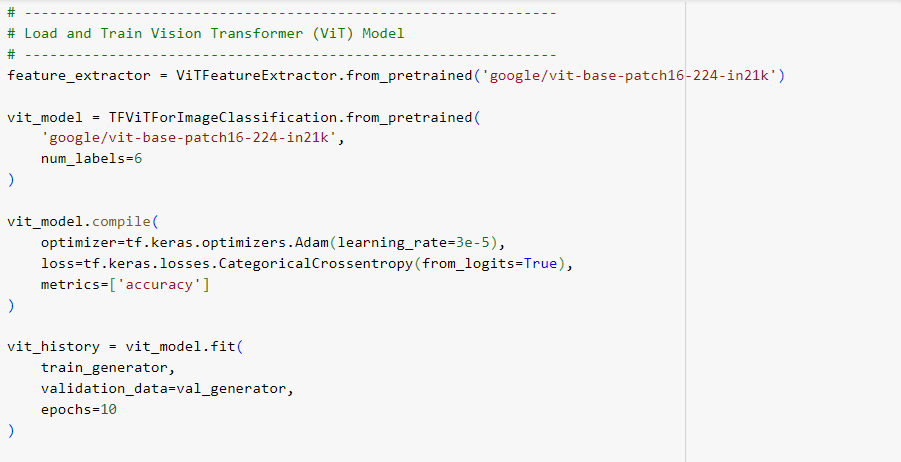 # ---------------------------------------------------------------
# Load and Train Vision Transformer (ViT) Model
# ---------------------------------------------------------------
feature_extractor = ViTFeatureExtractor.from_pretrained('google/vit-base-patch16-224-in21k')

vit_model = TFViTForImageClassification.from_pretrained(
    'google/vit-base-patch16-224-in21k',
    num_labels=6
)

vit_model.compile(
    optimizer=tf.keras.optimizers.Adam(learning_rate=3e-5),
    loss=tf.keras.losses.CategoricalCrossentropy(from_logits=True),
    metrics=['accuracy']
)

vit_history = vit_model.fit(
    train_generator,
    validation_data=val_generator,
    epochs=10
)